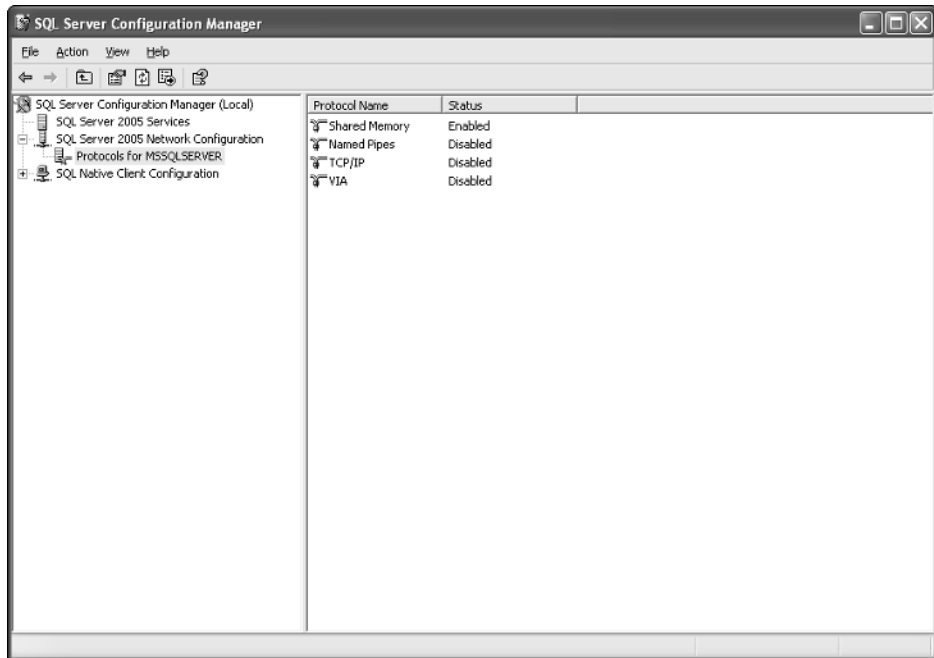 SQL Server Configuration Manager
File Action View Help
SQL Server Configuration Manager (Local)
SQL Server 2005 Services
SQL Server 2005 Network Configuration
Protocols for MSSQLSERVER
SQL Native Client Configuration
Protocol Name Status
Shared Memory Enabled
Named Pipes Disabled
TCP/IP Disabled
VIA Disabled